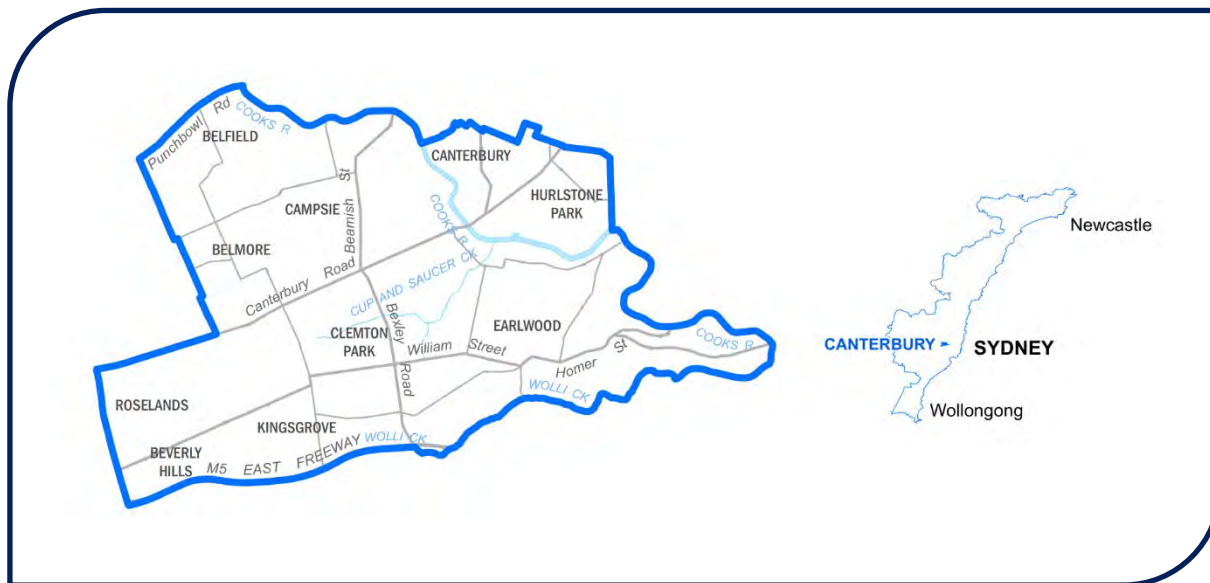 Punchbowl Rd
COOKS R
BELFIELD
CANTERBURY
CAMPSIE
Beamish St
HURLSTONE
PARK
COOKS R
BELMORE
Canterbury Road
CUP AND SAUCER CK
CLEMTON
PARK
Bexley Road
EARLWOOD
William Street
Homer St
COOKS R
WOLLI CK
ROSELANDS
KINGSGROVE
BEVERLY
HILLS
M5 EAST FREEWAY
WOLLI CK
Newcastle
CANTERBURY
SYDNEY
Wollongong